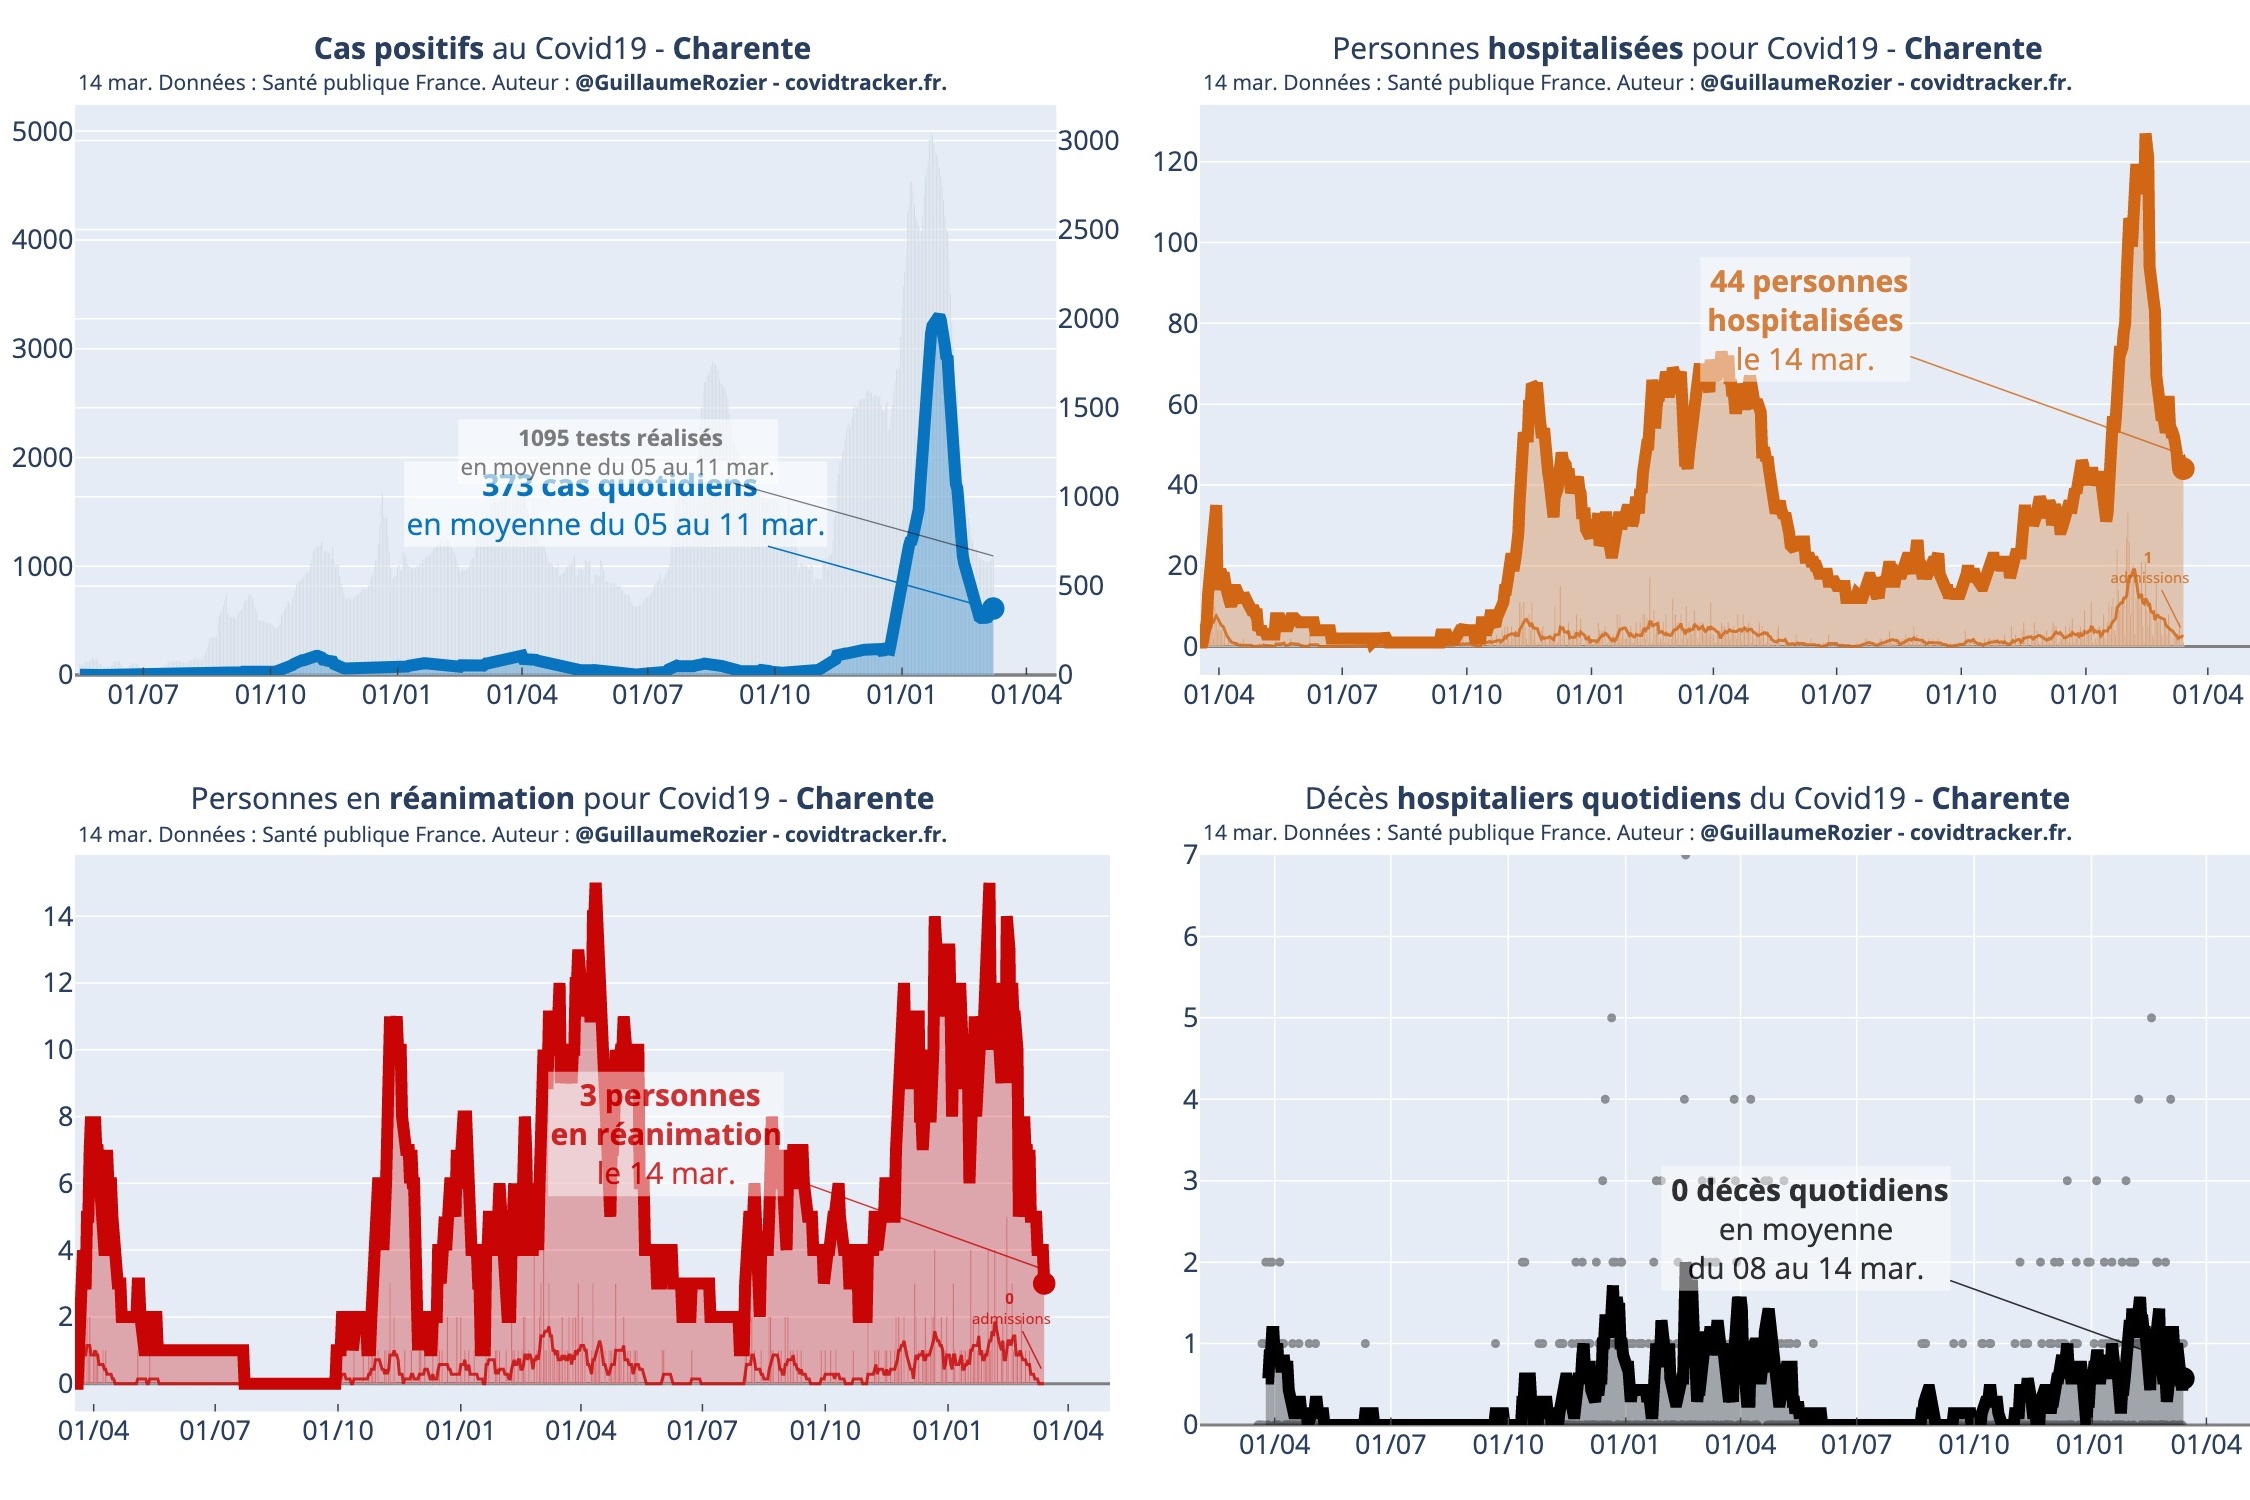 Cas positifs au Covid19 - Charente
14 mar. Données : Santé publique France. Auteur : @GuillaumeRozier - covidtracker.fr.
5000
4000
3000
2000
1000
0
3000
2500
2000
1500
1000
500
0
1095 tests réalisés
en moyenne du 05 au 11 mar.
373 cas quotidiens
en moyenne du 05 au 11 mar.
01/07 01/10 01/01 01/04 01/07 01/10 01/01 01/04
Personnes hospitalisées pour Covid19 - Charente
14 mar. Données : Santé publique France. Auteur : @GuillaumeRozier - covidtracker.fr.
120
100
80
60
40
20
0
44 personnes
hospitalisées
le 14 mar.
1
admissions
01/04 01/07 01/10 01/01 01/04 01/07 01/10 01/01 01/04
Personnes en réanimation pour Covid19 - Charente
14 mar. Données : Santé publique France. Auteur : @GuillaumeRozier - covidtracker.fr.
14
12
10
8
6
4
2
0
3 personnes
en réanimation
le 14 mar.
0
admissions
01/04 01/07 01/10 01/01 01/04 01/07 01/10 01/01 01/04
Décès hospitaliers quotidiens du Covid19 - Charente
14 mar. Données : Santé publique France. Auteur : @GuillaumeRozier - covidtracker.fr.
7
6
5
4
3
2
1
0
0 décès quotidiens
en moyenne
du 08 au 14 mar.
01/04 01/07 01/10 01/01 01/04 01/07 01/10 01/01 01/04